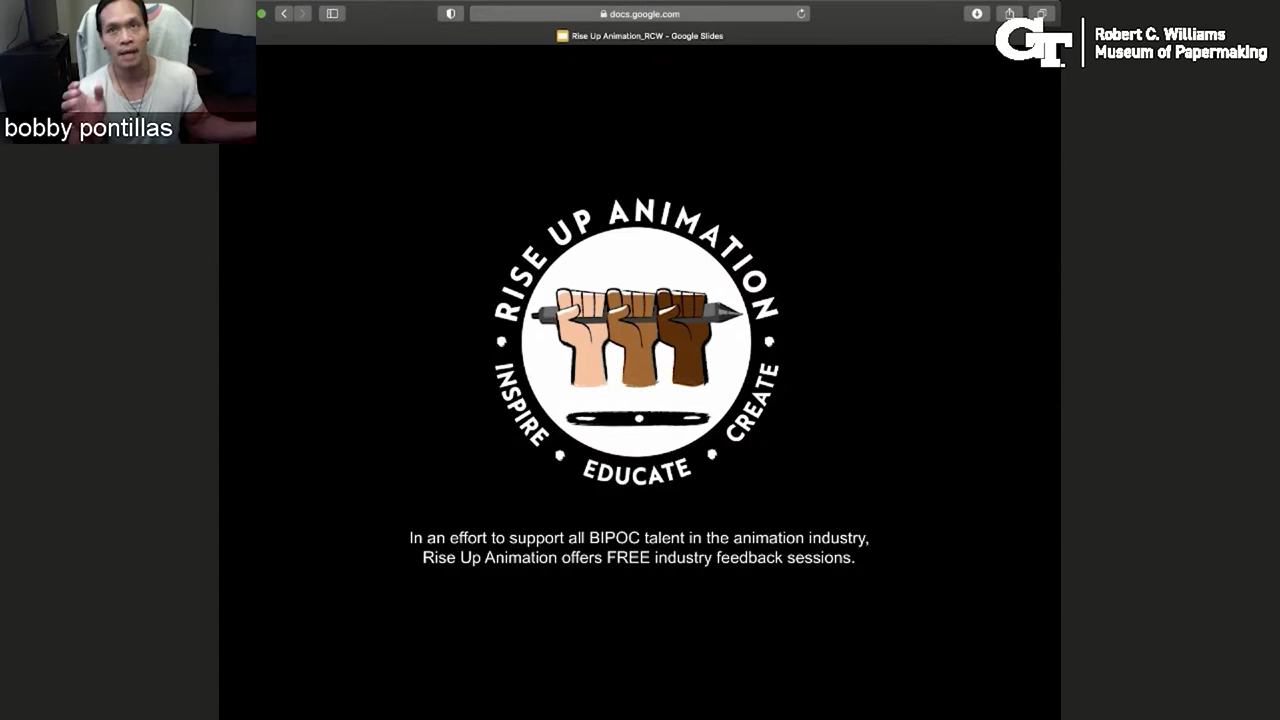 docs.google.com
Rise Up Animation_RCW - Google Slides
GT
Robert C. Williams
Museum of Papermaking
bobby pontillas
RISE UP ANIMATION
INSPIRE • EDUCATE • CREATE
In an effort to support all BIPOC talent in the animation industry,
Rise Up Animation offers FREE industry feedback sessions.